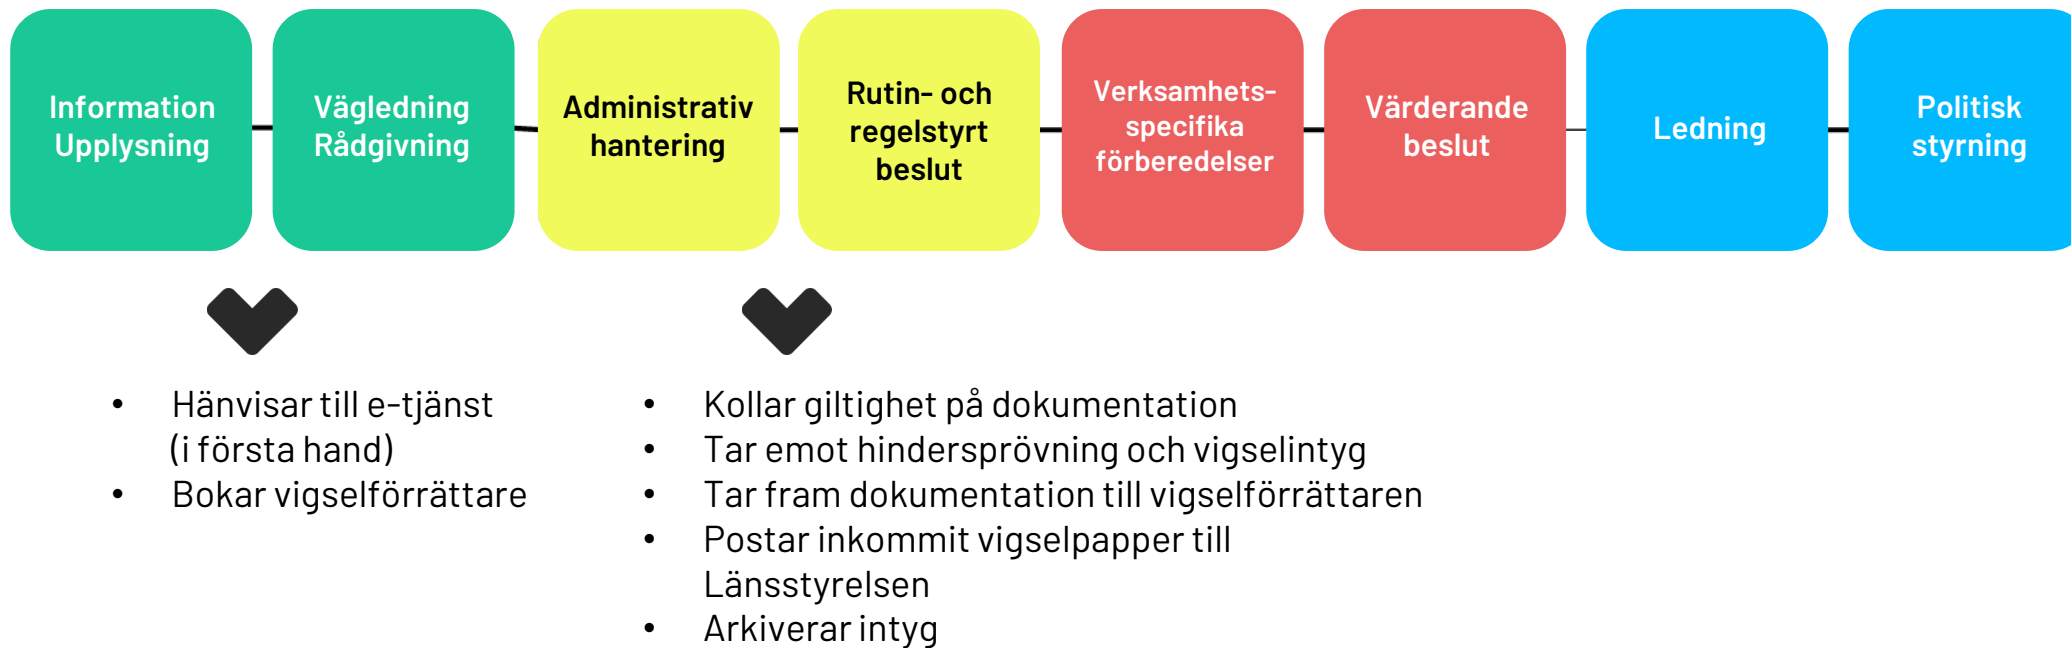 Information
Upplysning
Vägledning
Rådgivning
Administrativ
hantering
Rutin- och
regelstyrt
beslut
Verksamhets-
specifika
förberedelser
Värderande
beslut
Ledning
Politisk
styrning
• Hänvisar till e-tjänst
(i första hand)
• Bokar vigselförrättare
• Kollar giltighet på dokumentation
• Tar emot hindersprövning och vigselintyg
• Tar fram dokumentation till vigselförrättaren
• Postar inkommit vigselpapper till
Länsstyrelsen
• Arkiverar intyg